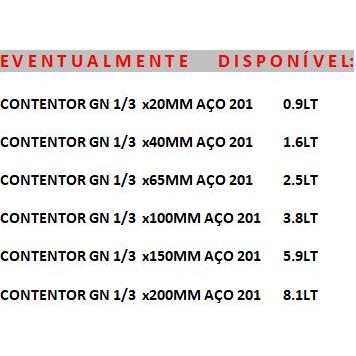 EVENTUALMENTE DISPONÍVEL:
CONTENTOR GN 1/3 x20MM AÇO 201 0.9LT
CONTENTOR GN 1/3 x40MM AÇO 201 1.6LT
CONTENTOR GN 1/3 x65MM AÇO 201 2.5LT
CONTENTOR GN 1/3 x100MM AÇO 201 3.8LT
CONTENTOR GN 1/3 x150MM AÇO 201 5.9LT
CONTENTOR GN 1/3 x200MM AÇO 201 8.1LT